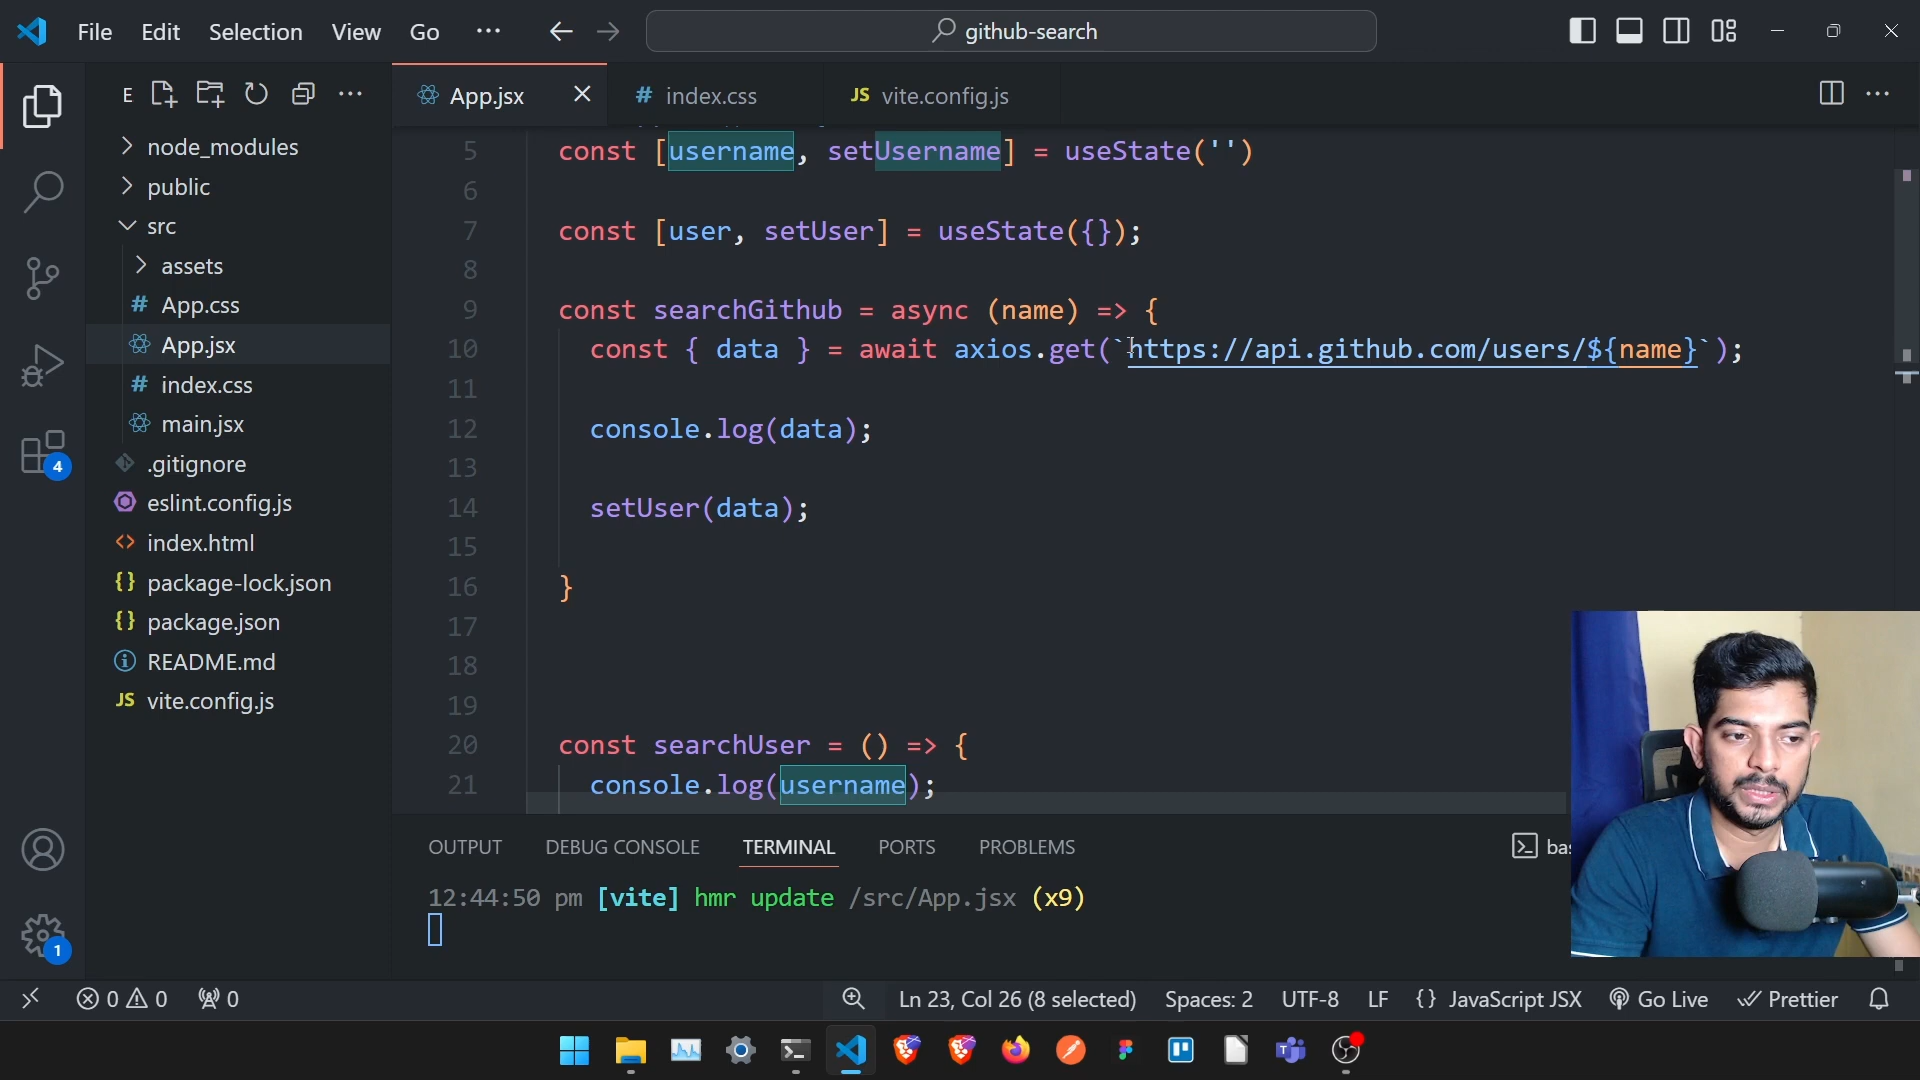 File Edit Selection View Go ··· github-search
E ···
App.jsx # index.css JS vite.config.js ···
node_modules
public
src
assets
# App.css
App.jsx
# index.css
main.jsx
.gitignore
eslint.config.js
<> index.html
{} package-lock.json
{} package.json
README.md
JS vite.config.js
4
1
5 const [username, setUsername] = useState('')
6
7 const [user, setUser] = useState({});
8
9 const searchGithub = async (name) => {
10 const { data } = await axios.get(`https://api.github.com/users/${name}`);
11
12 console.log(data);
13
14 setUser(data);
15
16 }
17
18
19
20 const searchUser = () => {
21 console.log(username);
OUTPUT DEBUG CONSOLE TERMINAL PORTS PROBLEMS
12:44:50 pm [vite] hmr update /src/App.jsx (x9)
0 0 0 Ln 23, Col 26 (8 selected) Spaces: 2 UTF-8 LF {} JavaScript JSX Go Live Prettier